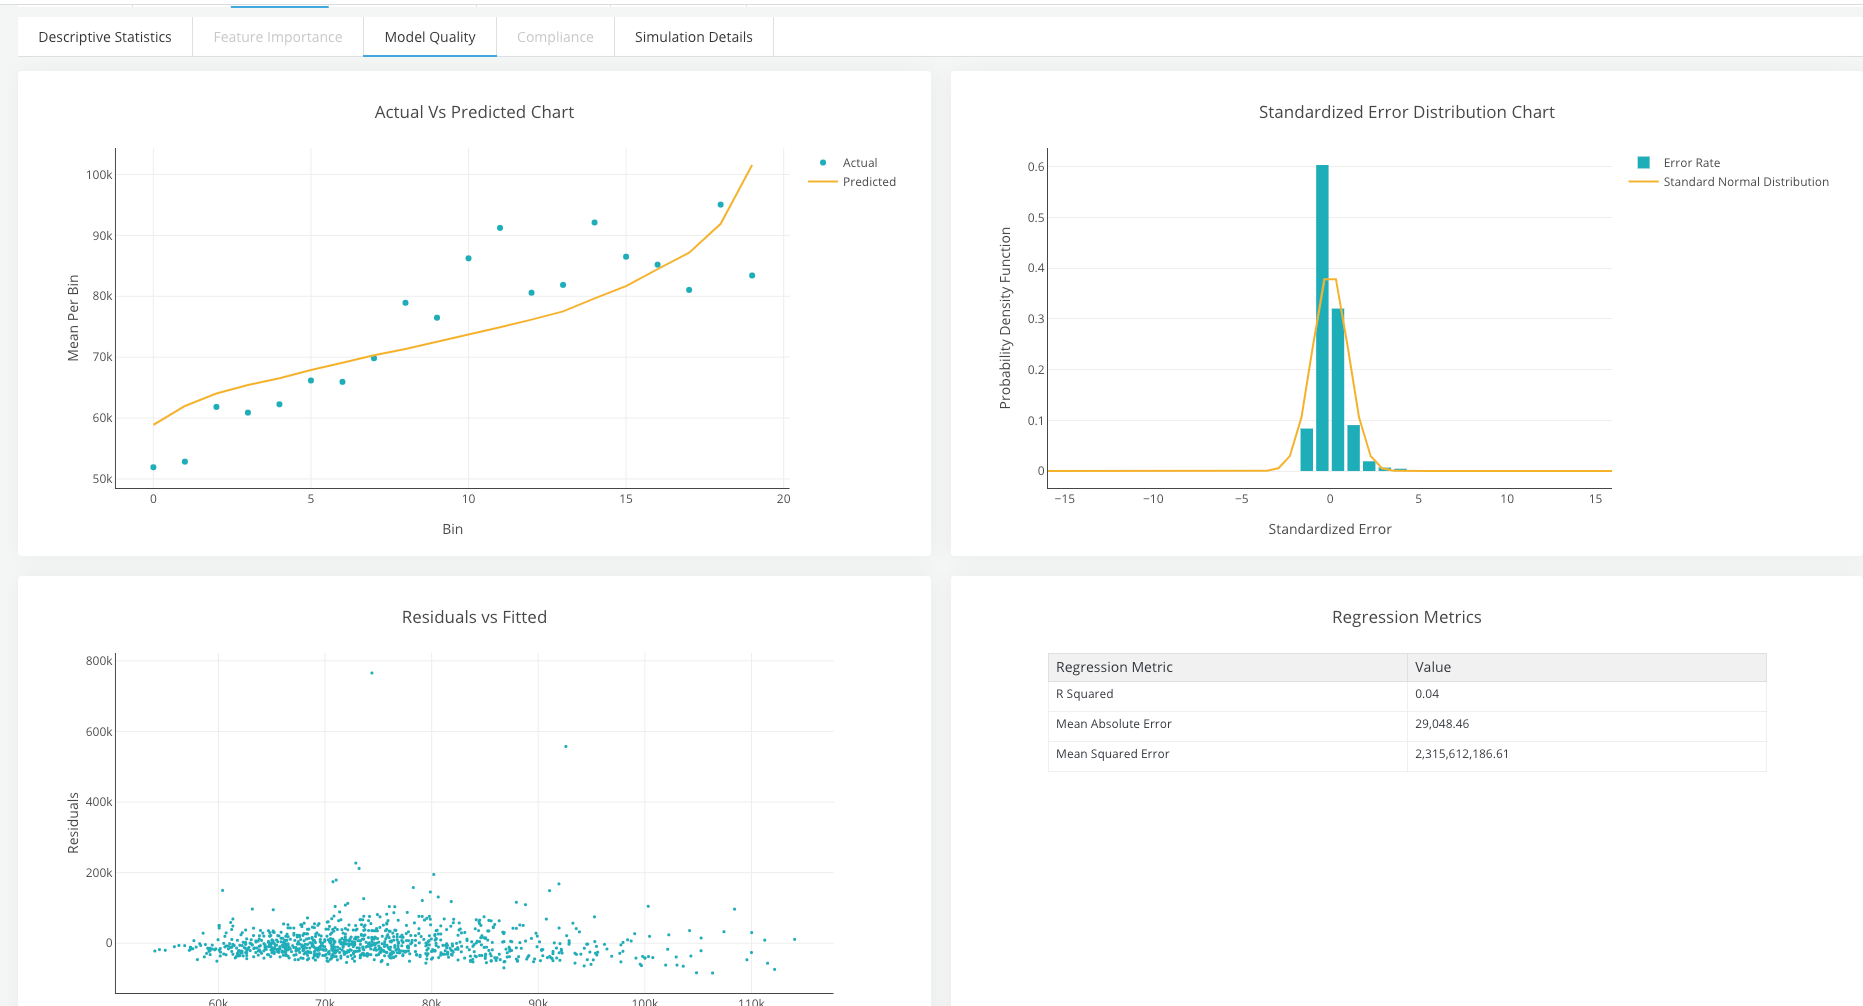 Descriptive Statistics
Feature Importance
Model Quality
Compliance
Simulation Details
Actual Vs Predicted Chart
100k
90k
80k
70k
60k
50k
Mean Per Bin
0 5 10 15 20
Bin
Actual
Predicted
Standardized Error Distribution Chart
0.6
0.5
0.4
0.3
0.2
0.1
0
Probability Density Function
−15 −10 −5 0 5 10 15
Standardized Error
Error Rate
Standard Normal Distribution
Residuals vs Fitted
800k
600k
400k
200k
0
Residuals
60k 70k 80k 90k 100k 110k
Regression Metrics
Regression Metric Value
R Squared 0.04
Mean Absolute Error 29,048.46
Mean Squared Error 2,315,612,186.61